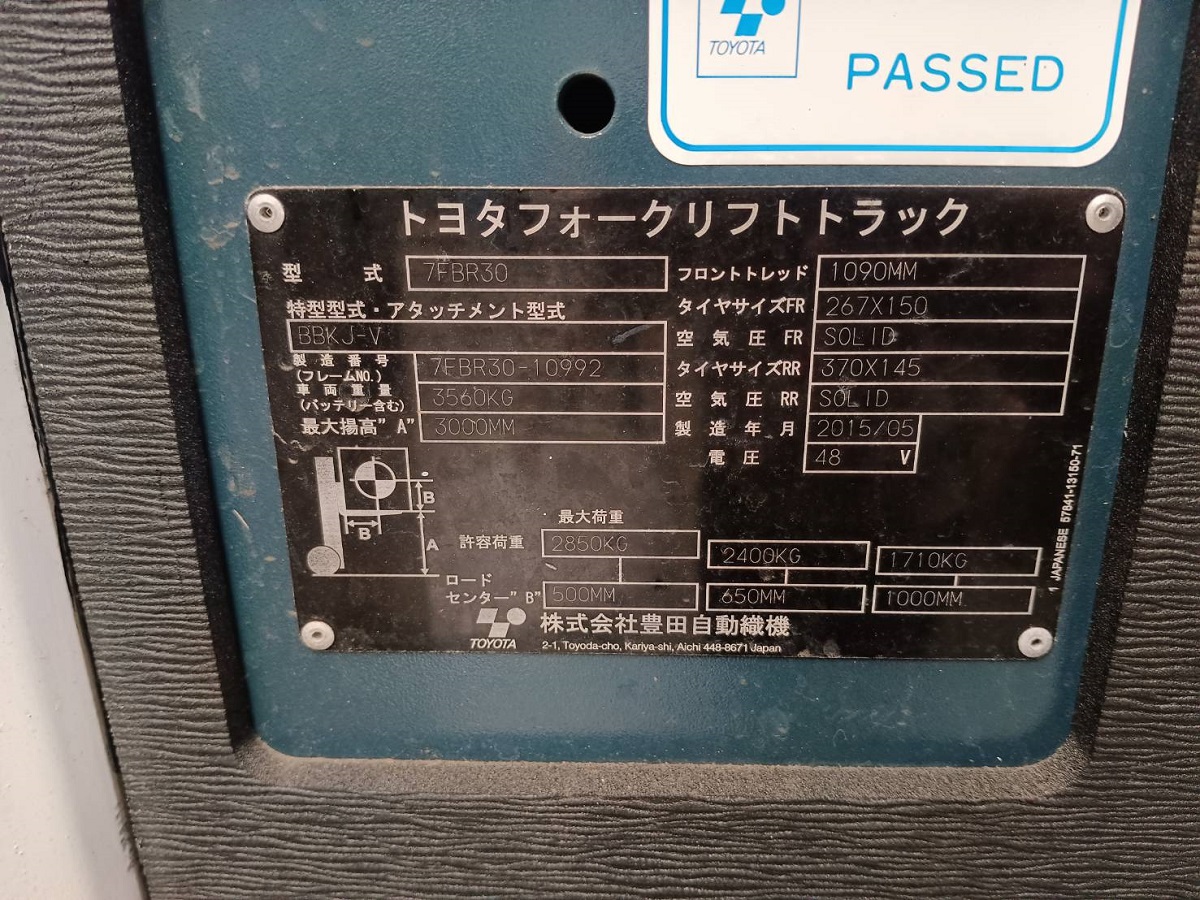 TOYOTA
PASSED
トヨタフォークリフトトラック
型 式 7FBR30
特型型式・アタッチメント型式
BBKJ-V
製造番号
(フレームNO.) 7FBR30-10992
車両重量
(バッテリー含む) 3560KG
最大揚高"A" 3000MM
フロントトレッド 1090MM
タイヤサイズFR 267X150
空気圧 FR SOLID
タイヤサイズRR 370X145
空気圧 RR SOLID
製造年月 2015/05
電圧 48 V
B
B
A
最大荷重
許容荷重 2850KG 2400KG 1710KG
ロード
センター"B" 500MM 650MM 1000MM
TOYOTA
株式会社豊田自動織機
2-1, Toyoda-cho, Kariya-shi, Aichi 448-8671 Japan
1 JAPANESE 57841-13150-71